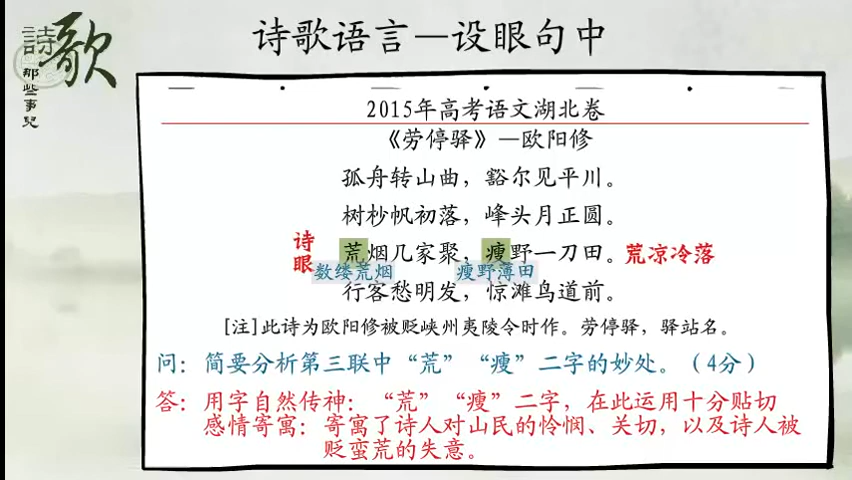 詩歌
那些事兒
诗歌语言—设眼句中
2015年高考语文湖北卷
《劳停驿》—欧阳修
孤舟转山曲，豁尔见平川。
树杪帆初落，峰头月正圆。
诗眼
荒烟几家聚，瘦野一刀田。荒凉冷落
数缕荒烟 瘦野薄田
行客愁明发，惊滩鸟道前。
[注]此诗为欧阳修被贬峡州夷陵令时作。劳停驿，驿站名。
问：简要分析第三联中“荒”“瘦”二字的妙处。（4分）
答：用字自然传神：“荒”“瘦”二字，在此运用十分贴切
感情寄寓：寄寓了诗人对山民的怜悯、关切，以及诗人被
贬蛮荒的失意。